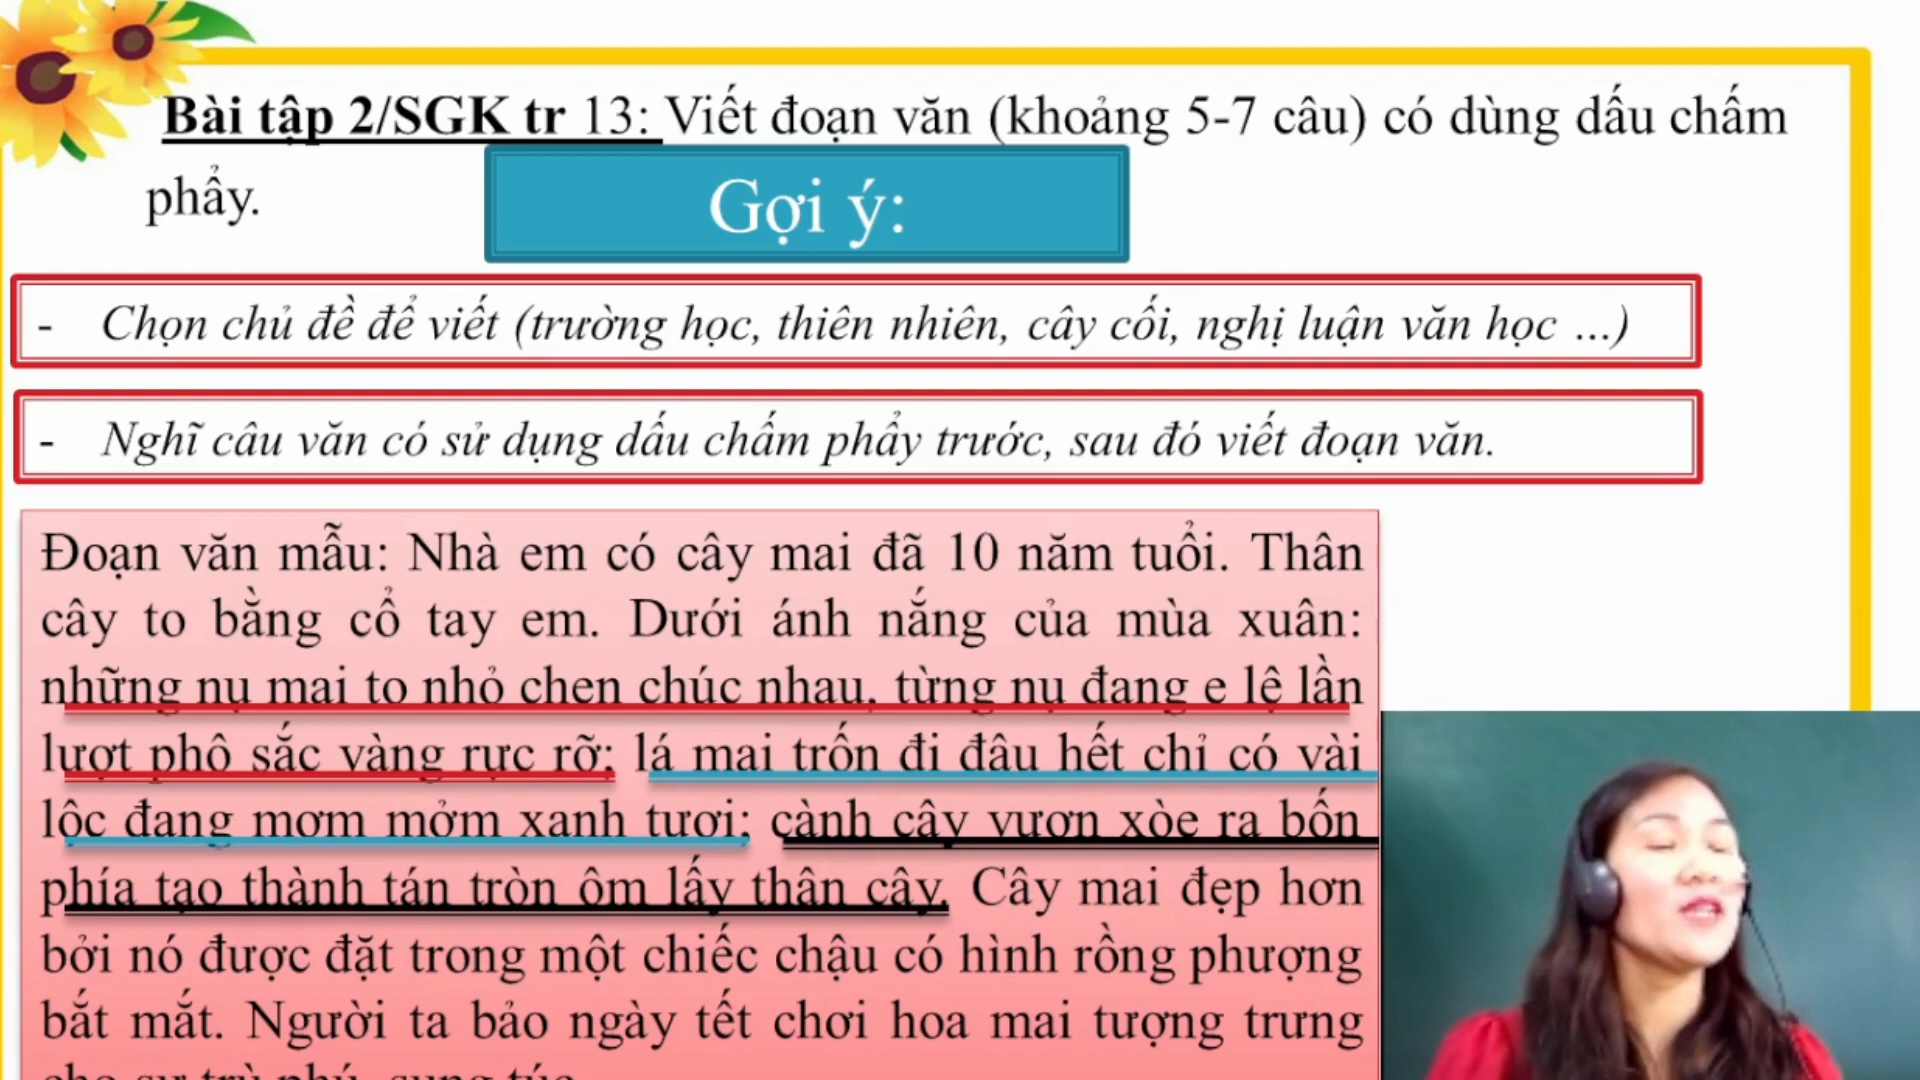 Bài tập 2/SGK tr 13: Viết đoạn văn (khoảng 5-7 câu) có dùng dấu chấm
phẩy.
Gợi ý:
- Chọn chủ đề để viết (trường học, thiên nhiên, cây cối, nghị luận văn học ...)
- Nghĩ câu văn có sử dụng dấu chấm phẩy trước, sau đó viết đoạn văn.
Đoạn văn mẫu: Nhà em có cây mai đã 10 năm tuổi. Thân
cây to bằng cổ tay em. Dưới ánh nắng của mùa xuân:
những nụ mai to nhỏ chen chúc nhau, từng nụ đang e lệ lần
lượt phô sắc vàng rực rỡ; lá mai trốn đi đâu hết chỉ có vài
lộc đang mơm mởm xanh tươi; cành cây vươn xòe ra bốn
phía tạo thành tán tròn ôm lấy thân cây. Cây mai đẹp hơn
bởi nó được đặt trong một chiếc chậu có hình rồng phượng
bắt mắt. Người ta bảo ngày tết chơi hoa mai tượng trưng
cho sự trù phú, sung túc